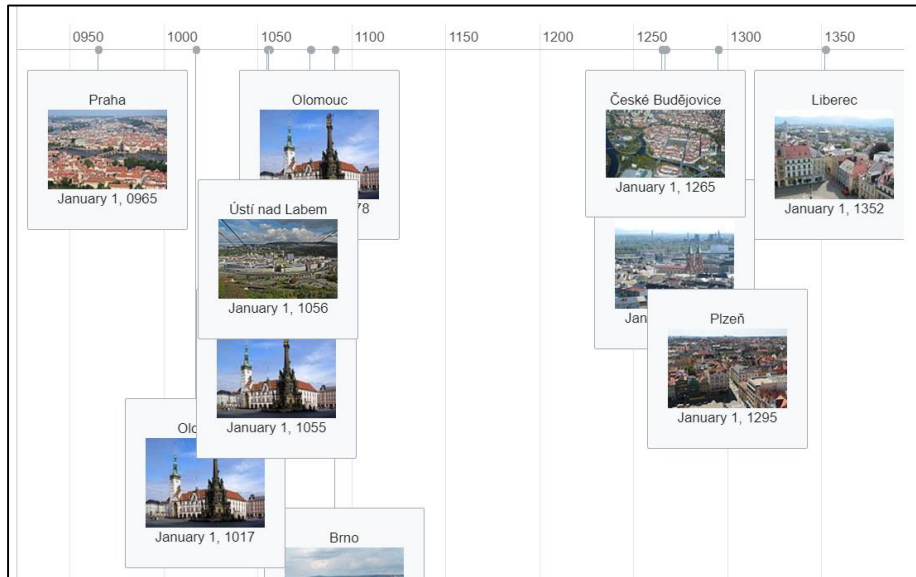 0950 1000 1050 1100 1150 1200 1250 1300 1350
Praha
January 1, 0965
Olomouc
78
Ústí nad Labem
January 1, 1056
January 1, 1055
Olo
January 1, 1017
Brno
České Budějovice
January 1, 1265
Jan
Plzeň
January 1, 1295
Liberec
January 1, 1352